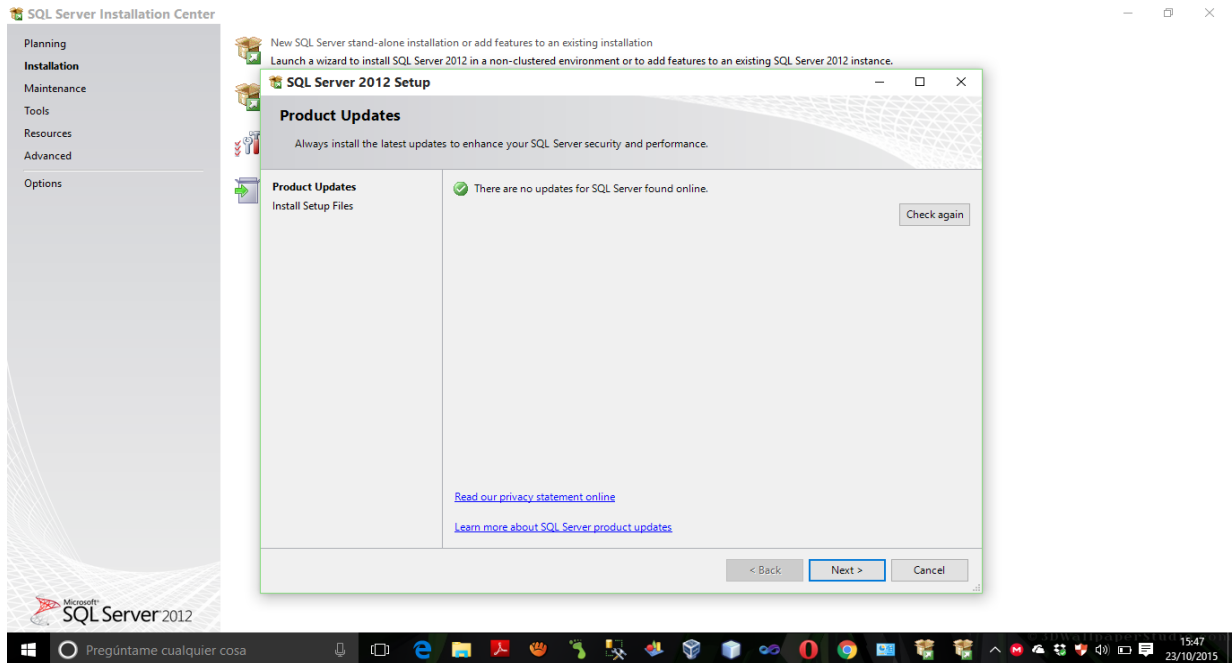 SQL Server Installation Center
Planning
Installation
Maintenance
Tools
Resources
Advanced
Options
New SQL Server stand-alone installation or add features to an existing installation
Launch a wizard to install SQL Server 2012 in a non-clustered environment or to add features to an existing SQL Server 2012 instance.
SQL Server 2012 Setup
Product Updates
Always install the latest updates to enhance your SQL Server security and performance.
Product Updates
Install Setup Files
There are no updates for SQL Server found online.
Check again
Read our privacy statement online
Learn more about SQL Server product updates
< Back
Next >
Cancel
Microsoft
SQL Server 2012
Pregúntame cualquier cosa
15:47
23/10/2015